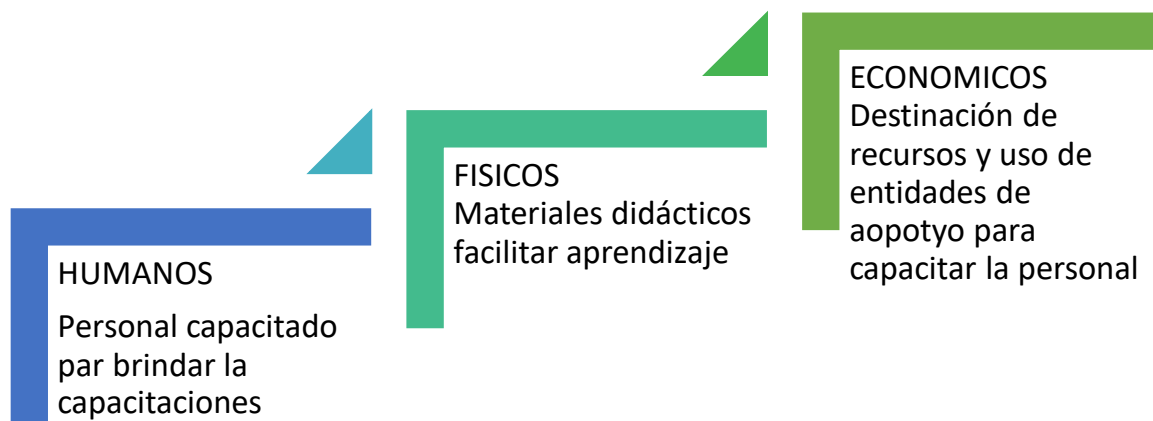 HUMANOS
Personal capacitado
par brindar la
capacitaciones
FISICOS
Materiales didácticos
facilitar aprendizaje
ECONOMICOS
Destinación de
recursos y uso de
entidades de
aopotyo para
capacitar la personal